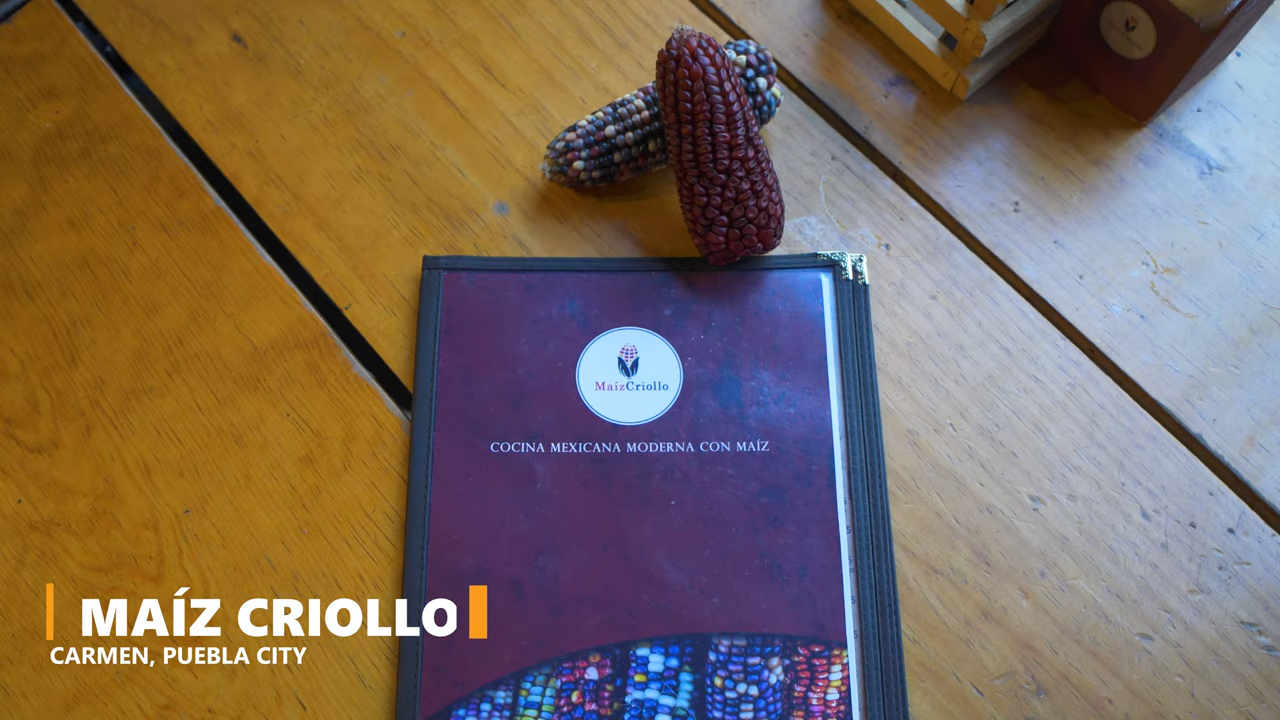 MaízCriollo
COCINA MEXICANA MODERNA CON MAÍZ
MAÍZ CRIOLLO
CARMEN, PUEBLA CITY